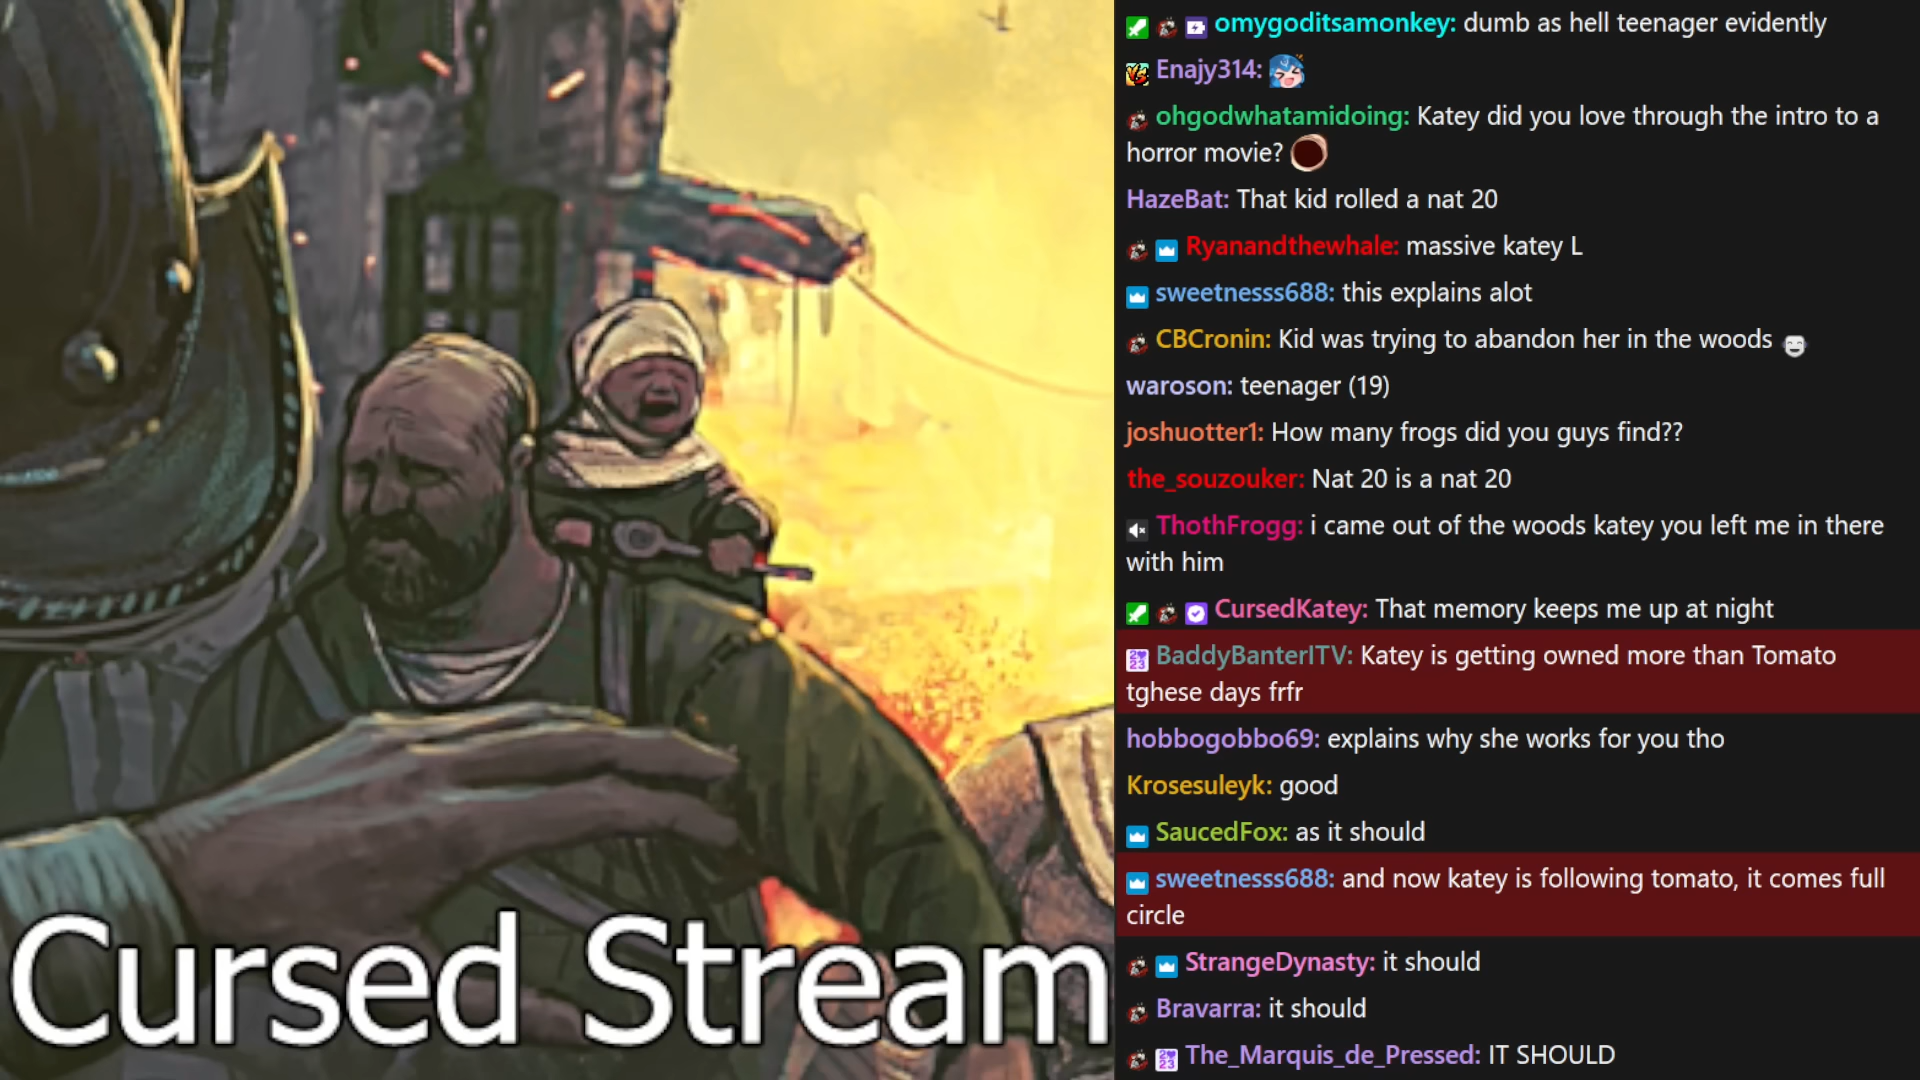 omygoditsamonkey: dumb as hell teenager evidently
Enajy314:
ohgodwhatamidoing: Katey did you love through the intro to a
horror movie?
HazeBat: That kid rolled a nat 20
Ryanandthewhale: massive katey L
sweetnesss688: this explains alot
CBCronin: Kid was trying to abandon her in the woods
waroson: teenager (19)
joshuotter1: How many frogs did you guys find??
the_souzouker: Nat 20 is a nat 20
ThothFrogg: i came out of the woods katey you left me in there
with him
CursedKatey: That memory keeps me up at night
BaddyBanterITV: Katey is getting owned more than Tomato
tghese days frfr
hobbogobbo69: explains why she works for you tho
Krosesuleyk: good
SaucedFox: as it should
sweetnesss688: and now katey is following tomato, it comes full
circle
StrangeDynasty: it should
Bravarra: it should
The_Marquis_de_Pressed: IT SHOULD
Cursed Stream